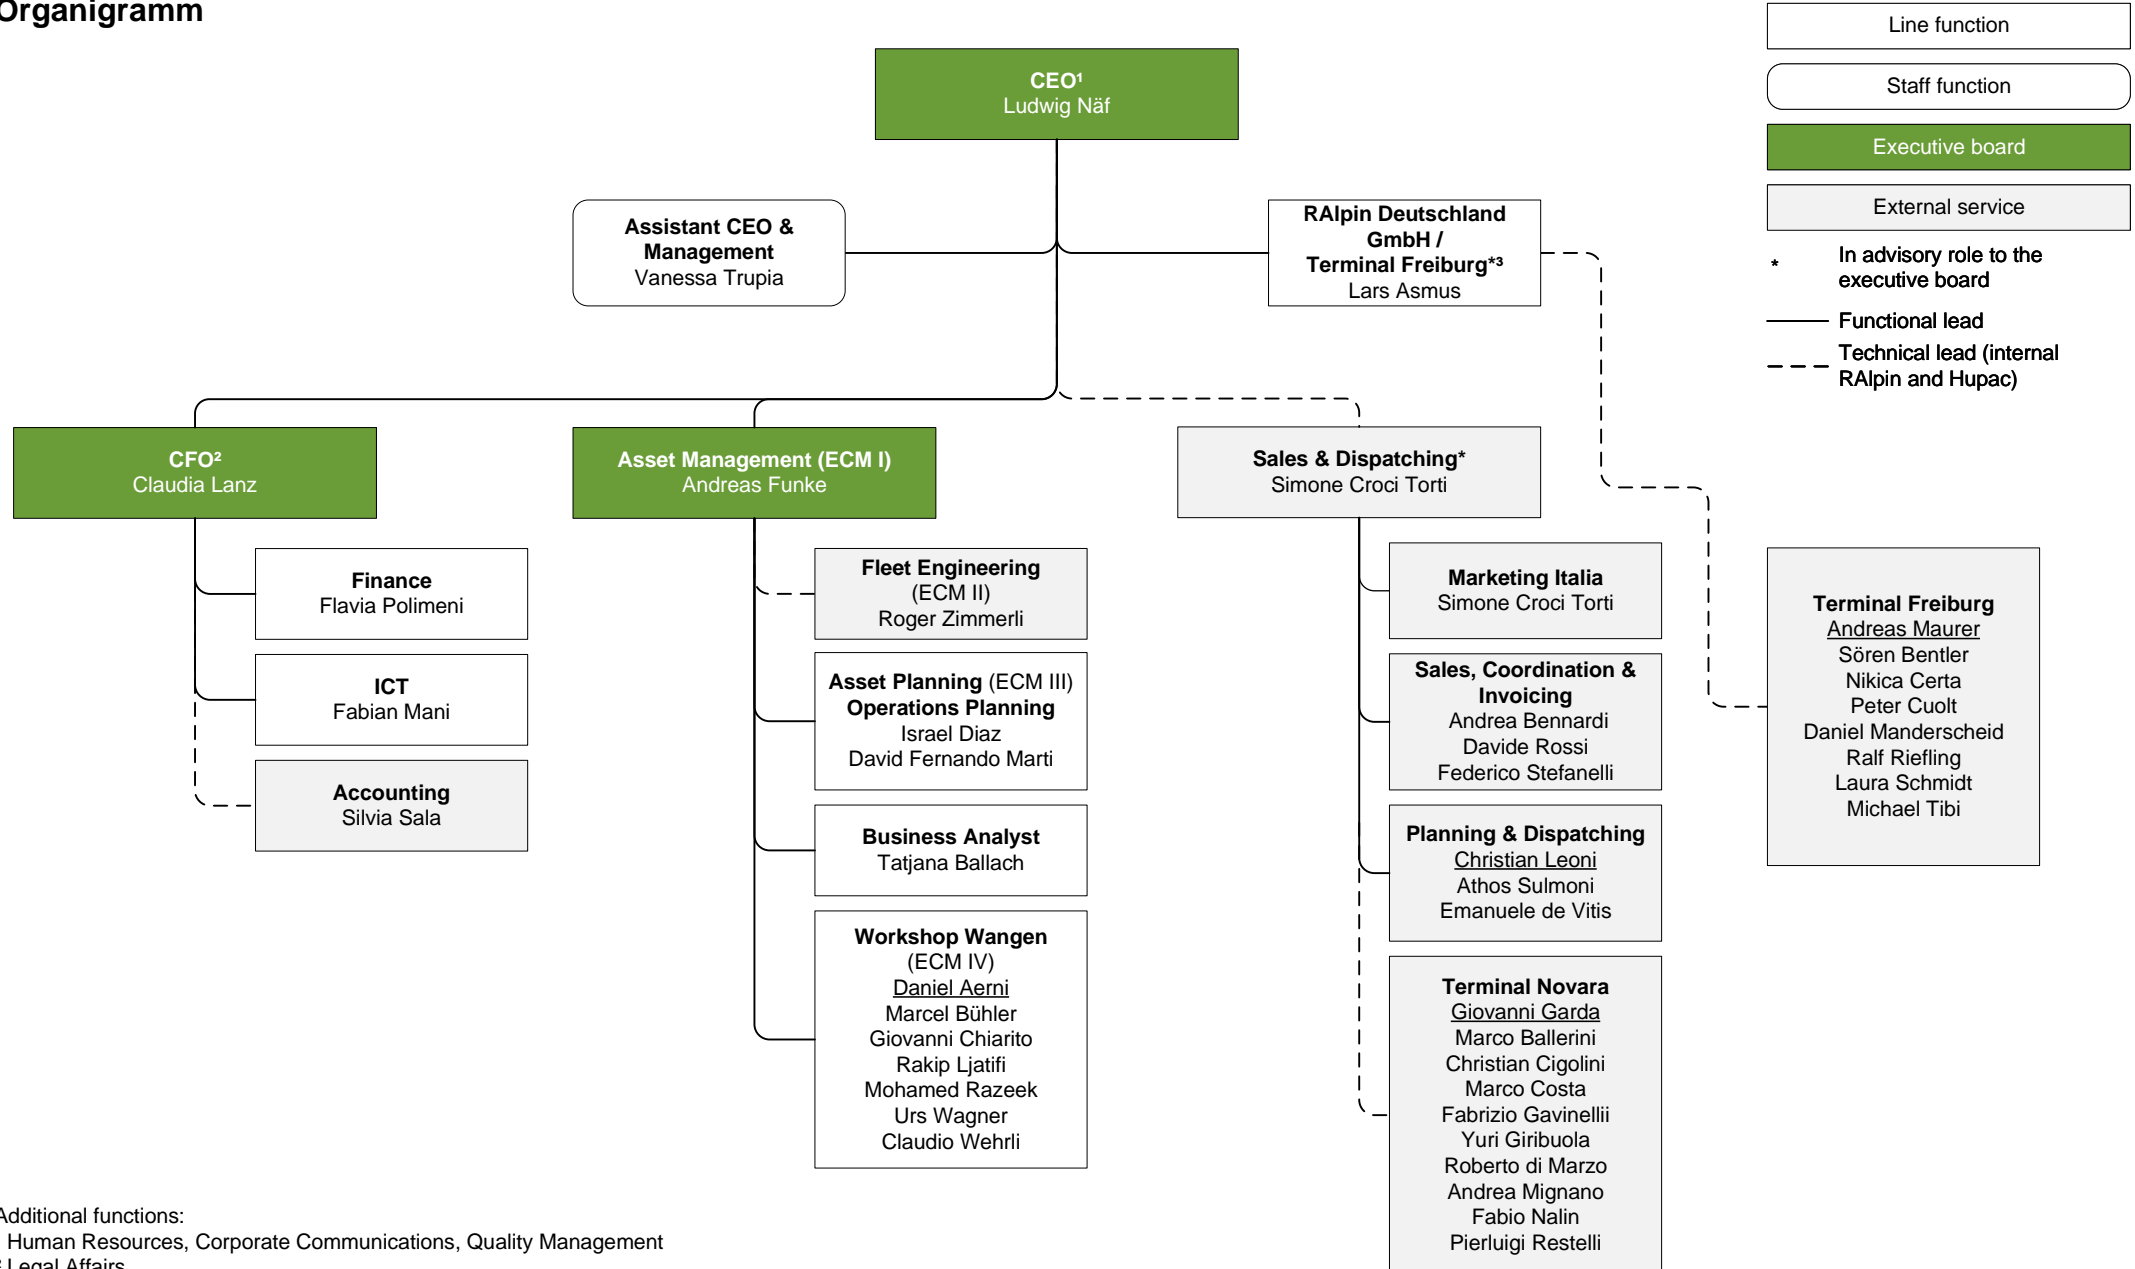 Organigramm
Line function
Staff function
Executive board
External service
*
In advisory role to the
executive board
Functional lead
Technical lead (internal
RAlpin and Hupac)
CEO¹
Ludwig Näf
Assistant CEO &
Management
Vanessa Trupia
RAlpin Deutschland
GmbH /
Terminal Freiburg*³
Lars Asmus
CFO²
Claudia Lanz
Asset Management (ECM I)
Andreas Funke
Sales & Dispatching*
Simone Croci Torti
Finance
Flavia Polimeni
ICT
Fabian Mani
Accounting
Silvia Sala
Fleet Engineering
(ECM II)
Roger Zimmerli
Asset Planning (ECM III)
Operations Planning
Israel Diaz
David Fernando Marti
Business Analyst
Tatjana Ballach
Workshop Wangen
(ECM IV)
Daniel Aerni
Marcel Bühler
Giovanni Chiarito
Rakip Ljatifi
Mohamed Razeek
Urs Wagner
Claudio Wehrli
Marketing Italia
Simone Croci Torti
Sales, Coordination &
Invoicing
Andrea Bennardi
Davide Rossi
Federico Stefanelli
Planning & Dispatching
Christian Leoni
Athos Sulmoni
Emanuele de Vitis
Terminal Novara
Giovanni Garda
Marco Ballerini
Christian Cigolini
Marco Costa
Fabrizio Gavinellii
Yuri Giribuola
Roberto di Marzo
Andrea Mignano
Fabio Nalin
Pierluigi Restelli
Terminal Freiburg
Andreas Maurer
Sören Bentler
Nikica Certa
Peter Cuolt
Daniel Manderscheid
Ralf Riefling
Laura Schmidt
Michael Tibi
Additional functions:
Human Resources, Corporate Communications, Quality Management
² Legal Affairs